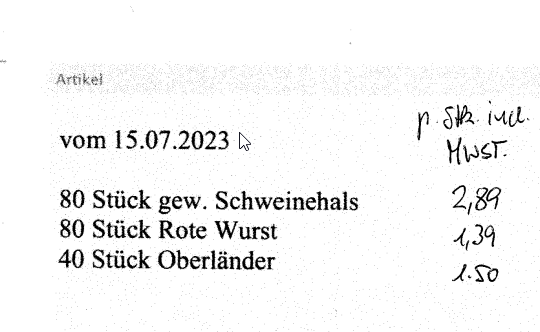 Artikel
p. Stk. incl.
vom 15.07.2023
MWST.
80 Stück gew. Schweinehals 2,89
80 Stück Rote Wurst 1,39
40 Stück Oberländer 1.50